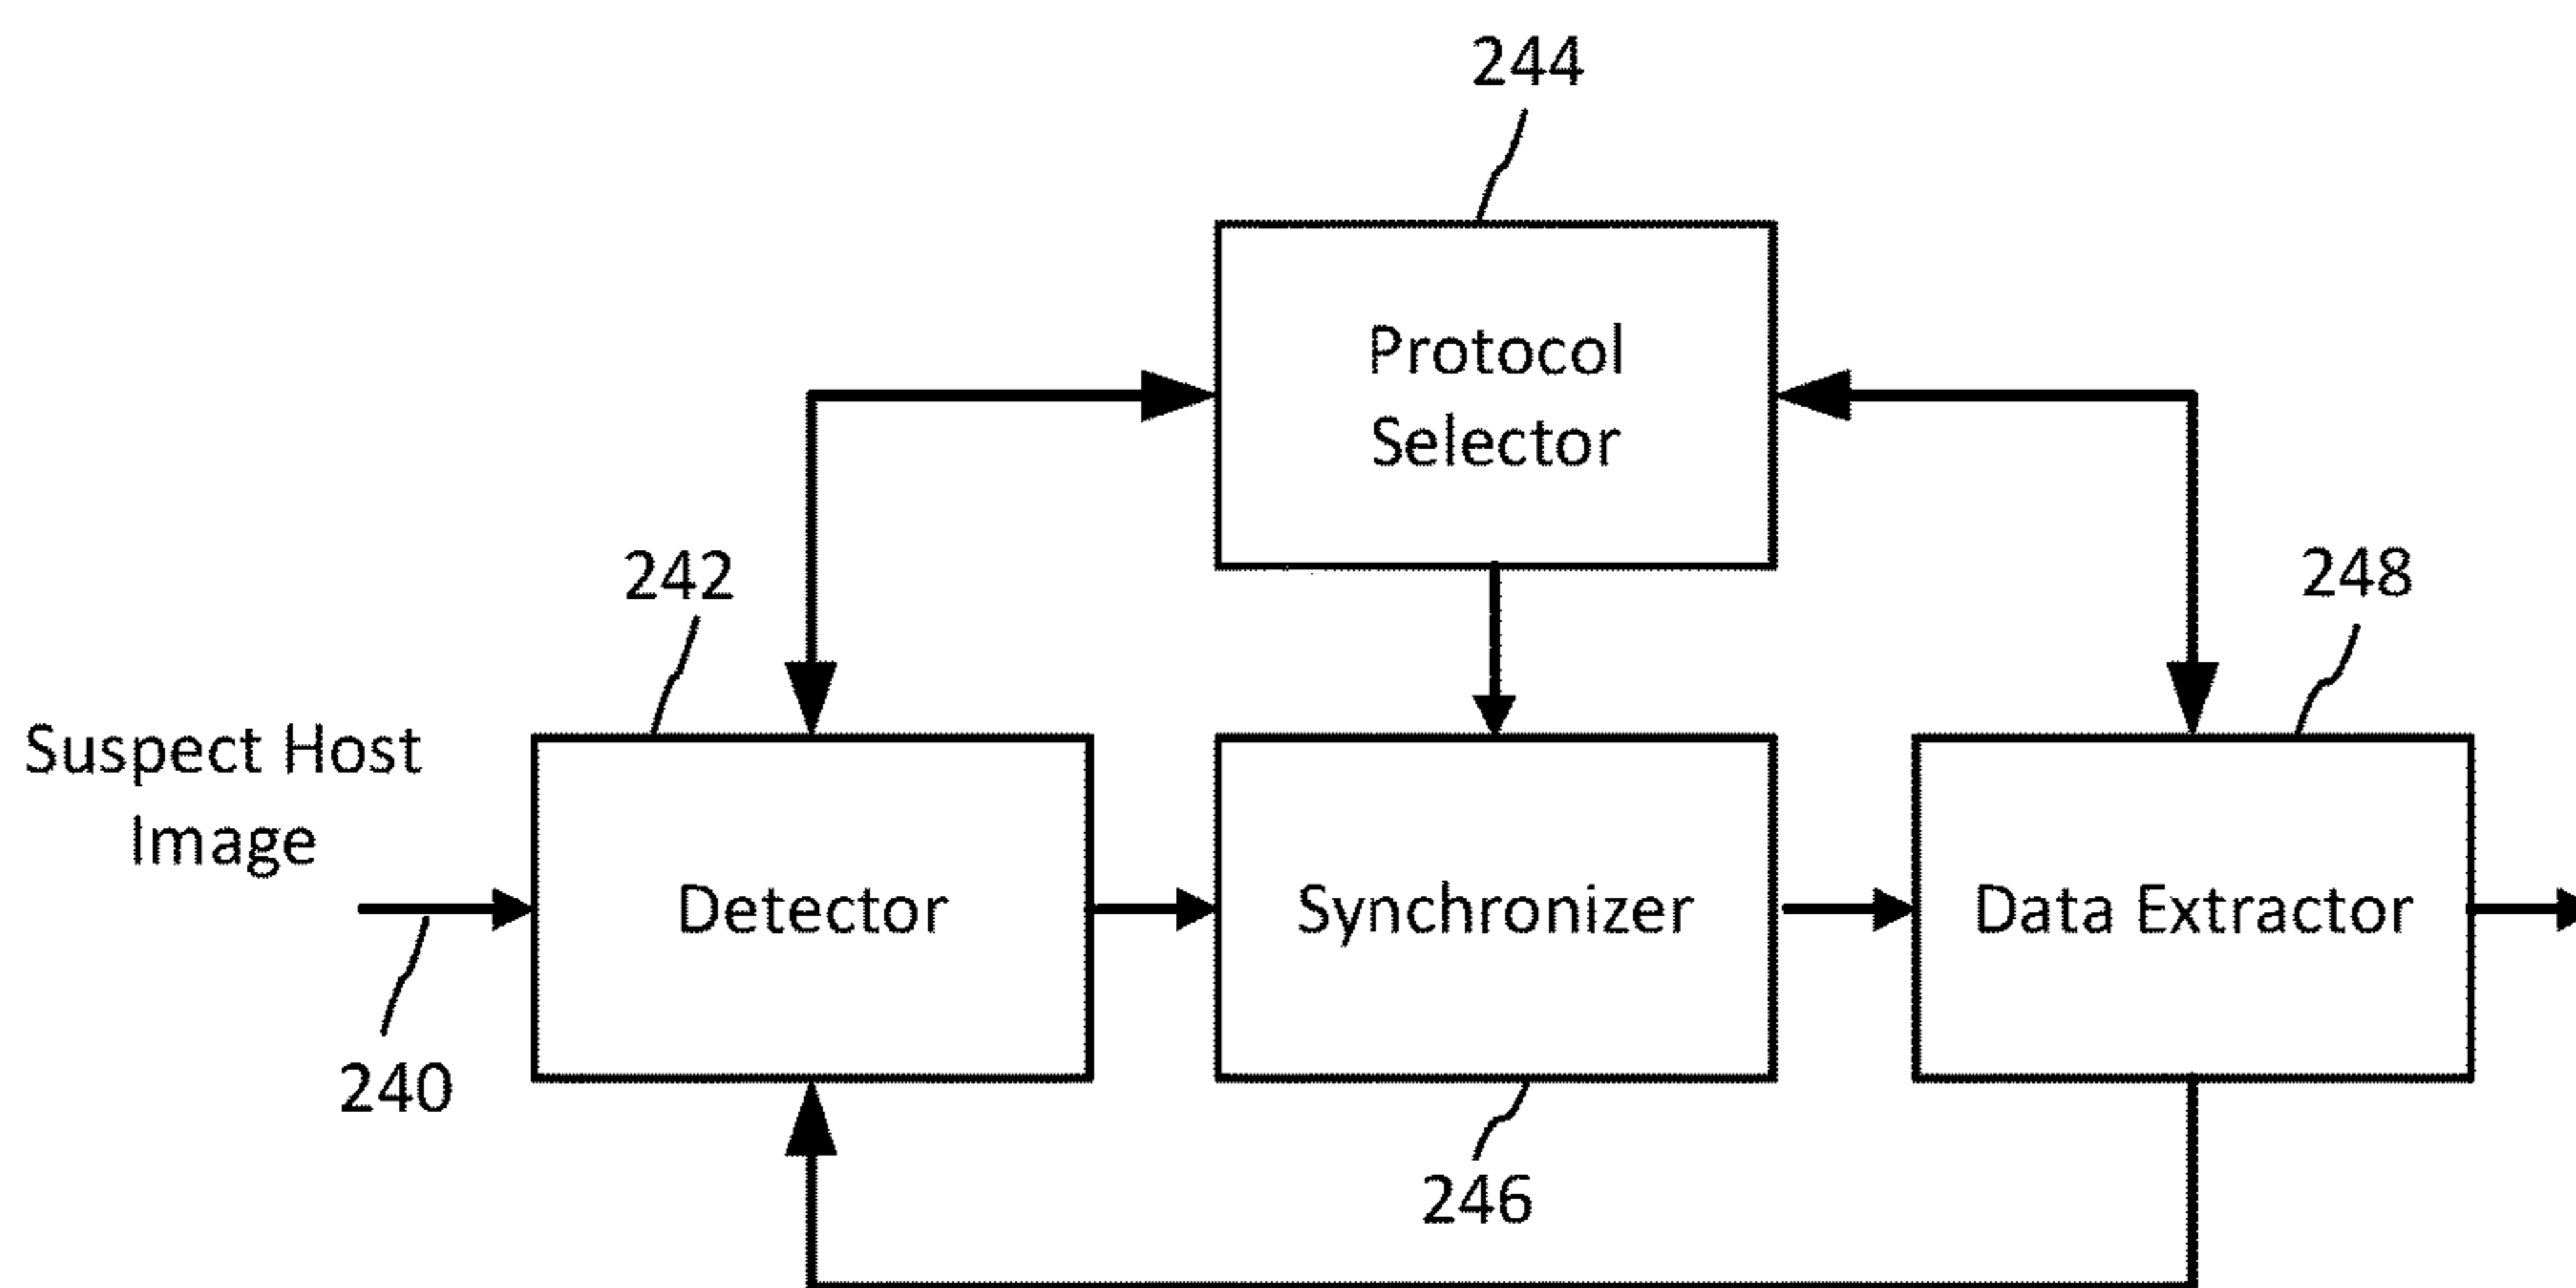 244
Protocol
Selector
242
248
Suspect Host
Image
Detector
Synchronizer
Data Extractor
240
246